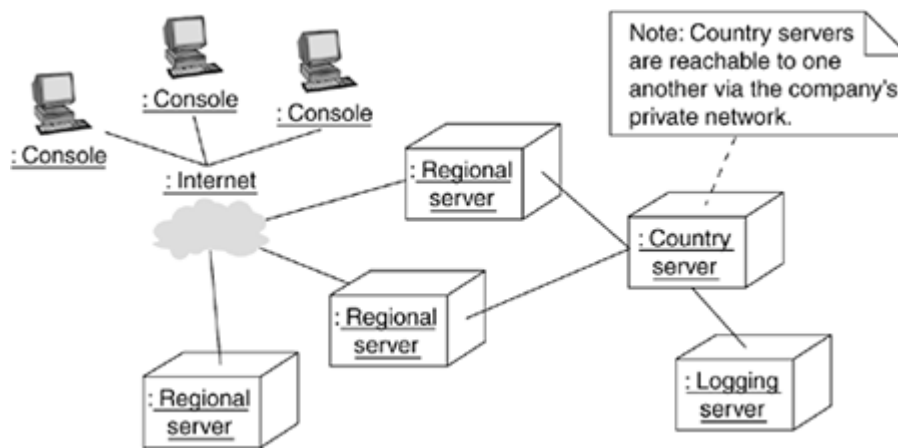 : Console
: Console
: Console
: Internet
Note: Country servers
are reachable to one
another via the company's
private network.
: Regional
server
: Country
server
: Regional
server
: Regional
server
: Logging
server